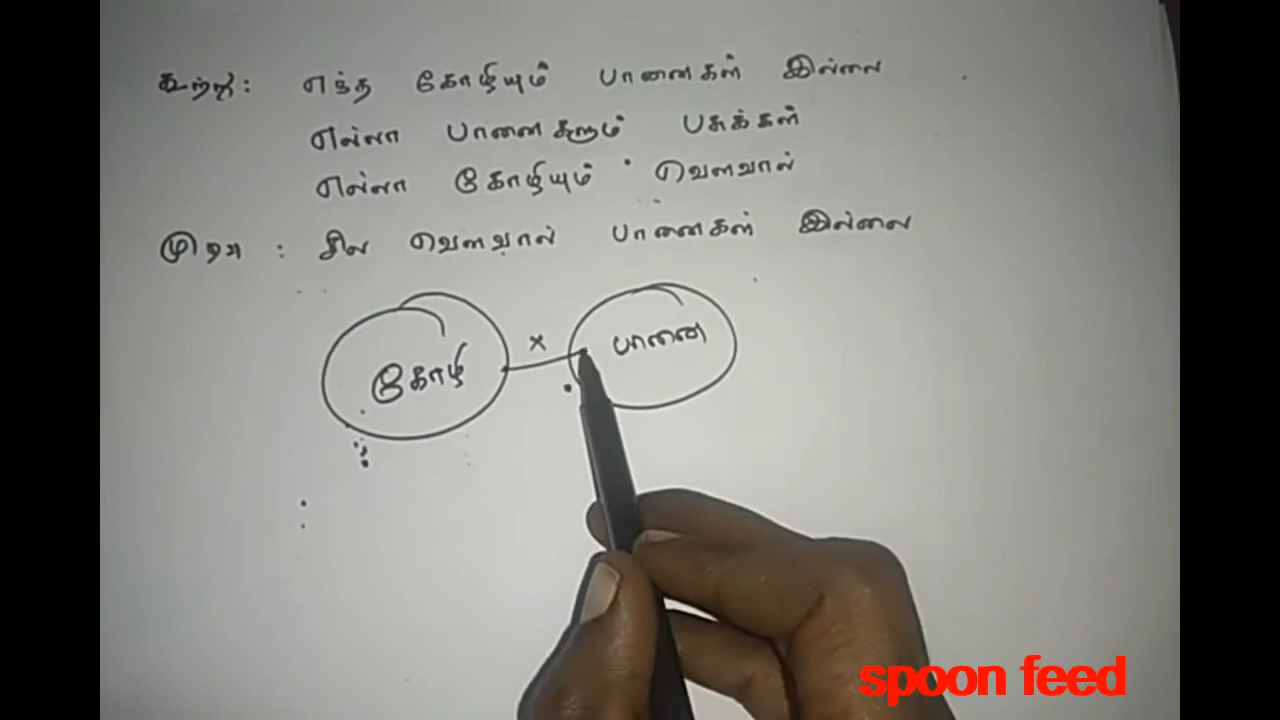 கூற்று : எந்த கோழியும் பானைகள் இல்லை
எல்லா பானைகளும் பசுக்கள்
எல்லா கோழியும் வௌவால்
முடிவு : சில வௌவால் பானைகள் இல்லை
கோழி x பானை
spoon feed